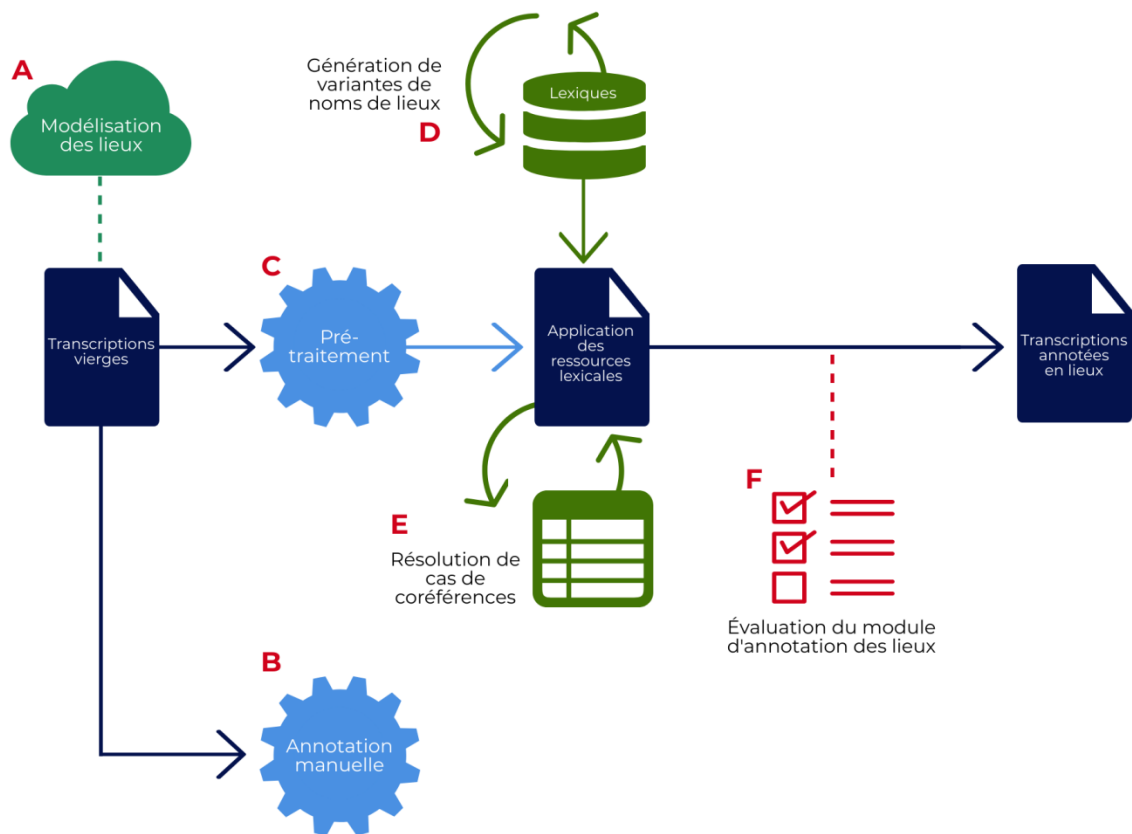 A
Modélisation
des lieux
Génération de
variantes de
noms de lieux
D
Lexiques
Transcriptions
vierges
C
Pré-
traitement
Application
des
ressources
lexicales
Transcriptions
annotées
en lieux
E
Résolution de
cas de
coréférences
F
Évaluation du module
d'annotation des lieux
B
Annotation
manuelle